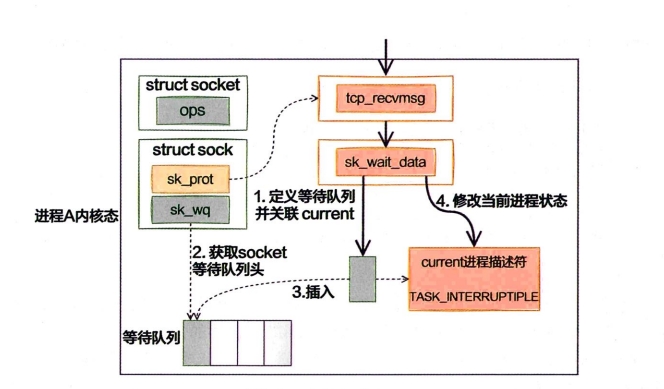 struct socket
ops
tcp_recvmsg
struct sock
sk_prot
sk_wait_data
sk_wq
进程A内核态
1. 定义等待队列
并关联 current
4. 修改当前进程状态
2. 获取socket
等待队列头
current进程描述符
3.插入
TASK_INTERRUPTIPLE
等待队列